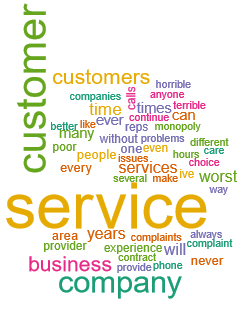 customer
customers
horrible
companies
calls
anyone
time
times
terrible
ever
continue
can
better
like
reps
monopoly
many
without
problems
different
poor
one
even
care
people
issues
hours
choice
every
services
ive
worst
several
make
way
service
area
years
complaints
always
provider
experience
will
complaint
contract
never
business
provide
phone
company